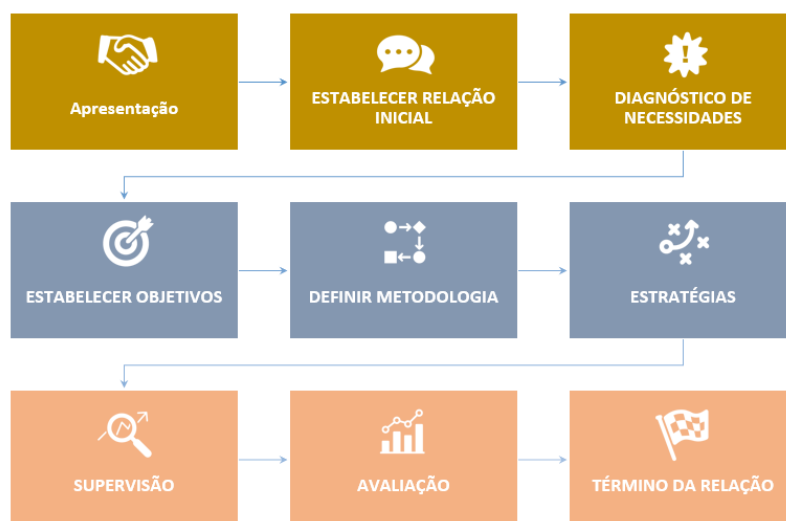 Apresentação
ESTABELECER RELAÇÃO
INICIAL
DIAGNÓSTICO DE
NECESSIDADES
ESTABELECER OBJETIVOS
DEFINIR METODOLOGIA
ESTRATÉGIAS
SUPERVISÃO
AVALIAÇÃO
TÉRMINO DA RELAÇÃO